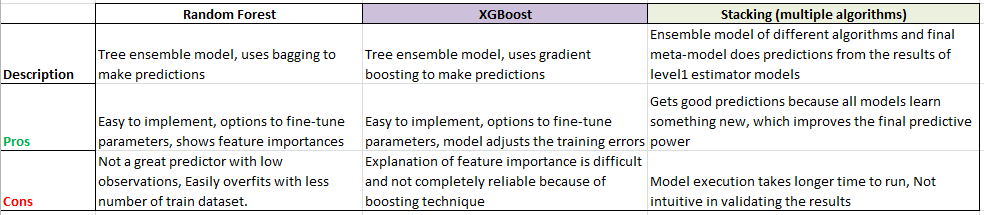 Random Forest XGBoost Stacking (multiple algorithms)
Description
Tree ensemble model, uses bagging to
make predictions
Tree ensemble model, uses gradient
boosting to make predictions
Ensemble model of different algorithms and final
meta-model does predictions from the results of
level1 estimator models
Pros
Easy to implement, options to fine-tune
parameters, shows feature importances
Easy to implement, options to fine-tune
parameters, model adjusts the training errors
Gets good predictions because all models learn
something new, which improves the final predictive
power
Cons
Not a great predictor with low
observations, Easily overfits with less
number of train dataset.
Explanation of feature importance is difficult
and not completely reliable because of
boosting technique
Model execution takes longer time to run, Not
intuitive in validating the results